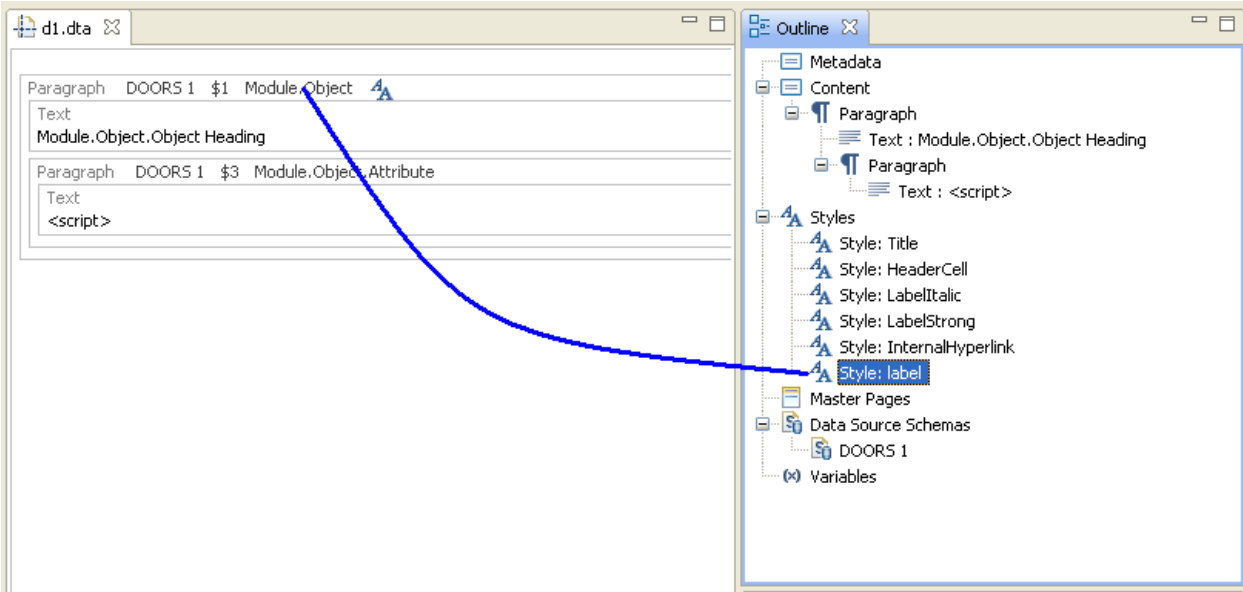 d1.dta
Paragraph DOORS 1 $1 Module.Object
Text
Module.Object.Object Heading
Paragraph DOORS 1 $3 Module.Object.Attribute
Text
<script>
Outline
Metadata
Content
Paragraph
Text : Module.Object.Object Heading
Paragraph
Text : <script>
Styles
Style: Title
Style: HeaderCell
Style: LabelItalic
Style: LabelStrong
Style: InternalHyperlink
Style: label
Master Pages
Data Source Schemas
DOORS 1
(x) Variables